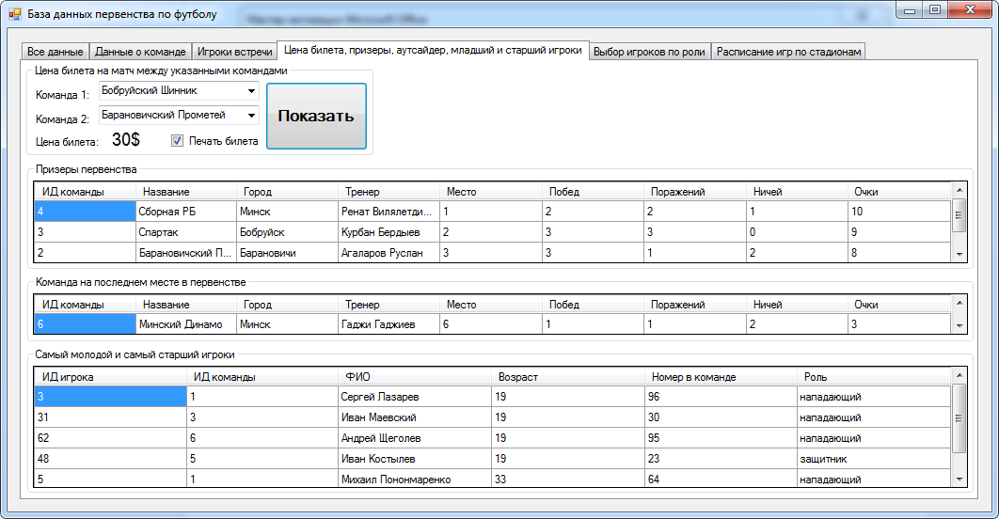 База данных первенства по футболу
Мастер активации Microsoft Office
Все данные Данные о команде Игроки встречи Цена билета, призеры, аутсайдер, младший и старший игроки Выбор игроков по роли Расписание игр по стадионам
Цена билета на матч между указанными командами
Команда 1: Бобруйский Шинник
Команда 2: Барановичский Прометей
Показать
Цена билета: 30$ Печать билета
Призеры первенства
ИД команды Название Город Тренер Место Побед Поражений Ничей Очки
4 Сборная РБ Минск Ренат Вилялетди... 1 2 2 1 10
3 Спартак Бобруйск Курбан Бердыев 2 3 3 0 9
2 Барановичский П... Барановичи Агаларов Руслан 3 3 1 2 8
Команда на последнем месте в первенстве
ИД команды Название Город Тренер Место Побед Поражений Ничей Очки
6 Минский Динамо Минск Гаджи Гаджиев 6 1 1 2 3
Самый молодой и самый старший игроки
ИД игрока ИД команды ФИО Возраст Номер в команде Роль
3 1 Сергей Лазарев 19 96 нападающий
31 3 Иван Маевский 19 30 нападающий
62 6 Андрей Щеголев 19 95 нападающий
48 5 Иван Костылев 19 23 защитник
5 1 Михаил Пономмаренко 33 64 нападающий